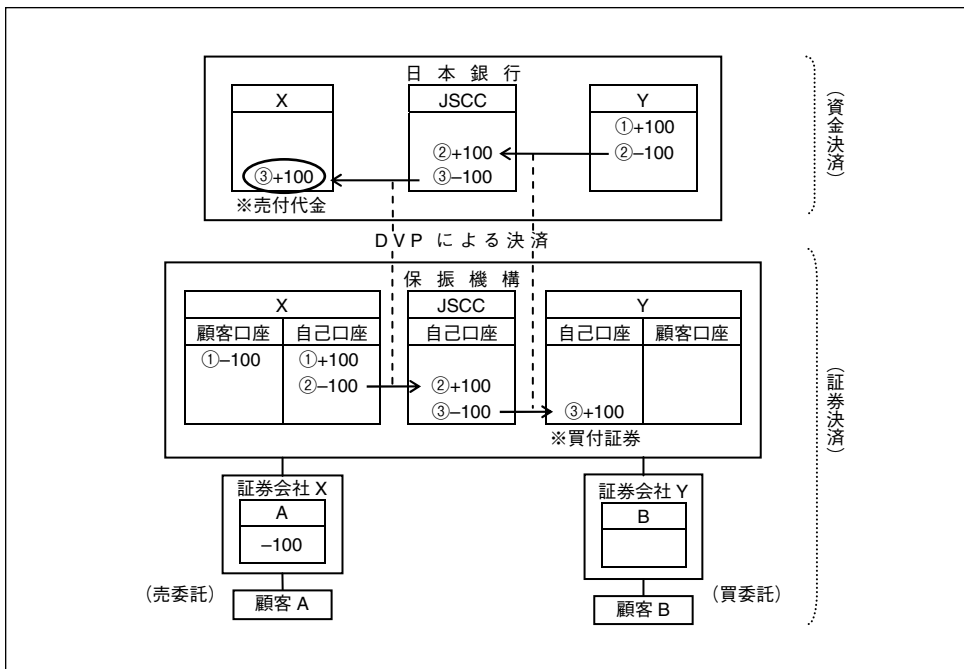 日本銀行
X
JSCC
Y
①+100
②+100
②–100
③+100
③–100
※売付代金
(資金決済)
DVPによる決済
保振機構
X
JSCC
Y
顧客口座
自己口座
自己口座
自己口座
顧客口座
①–100
①+100
②–100
②+100
③–100
③+100
※買付証券
(証券決済)
証券会社 X
A
–100
証券会社 Y
B
(売委託)
顧客 A
顧客 B
(買委託)